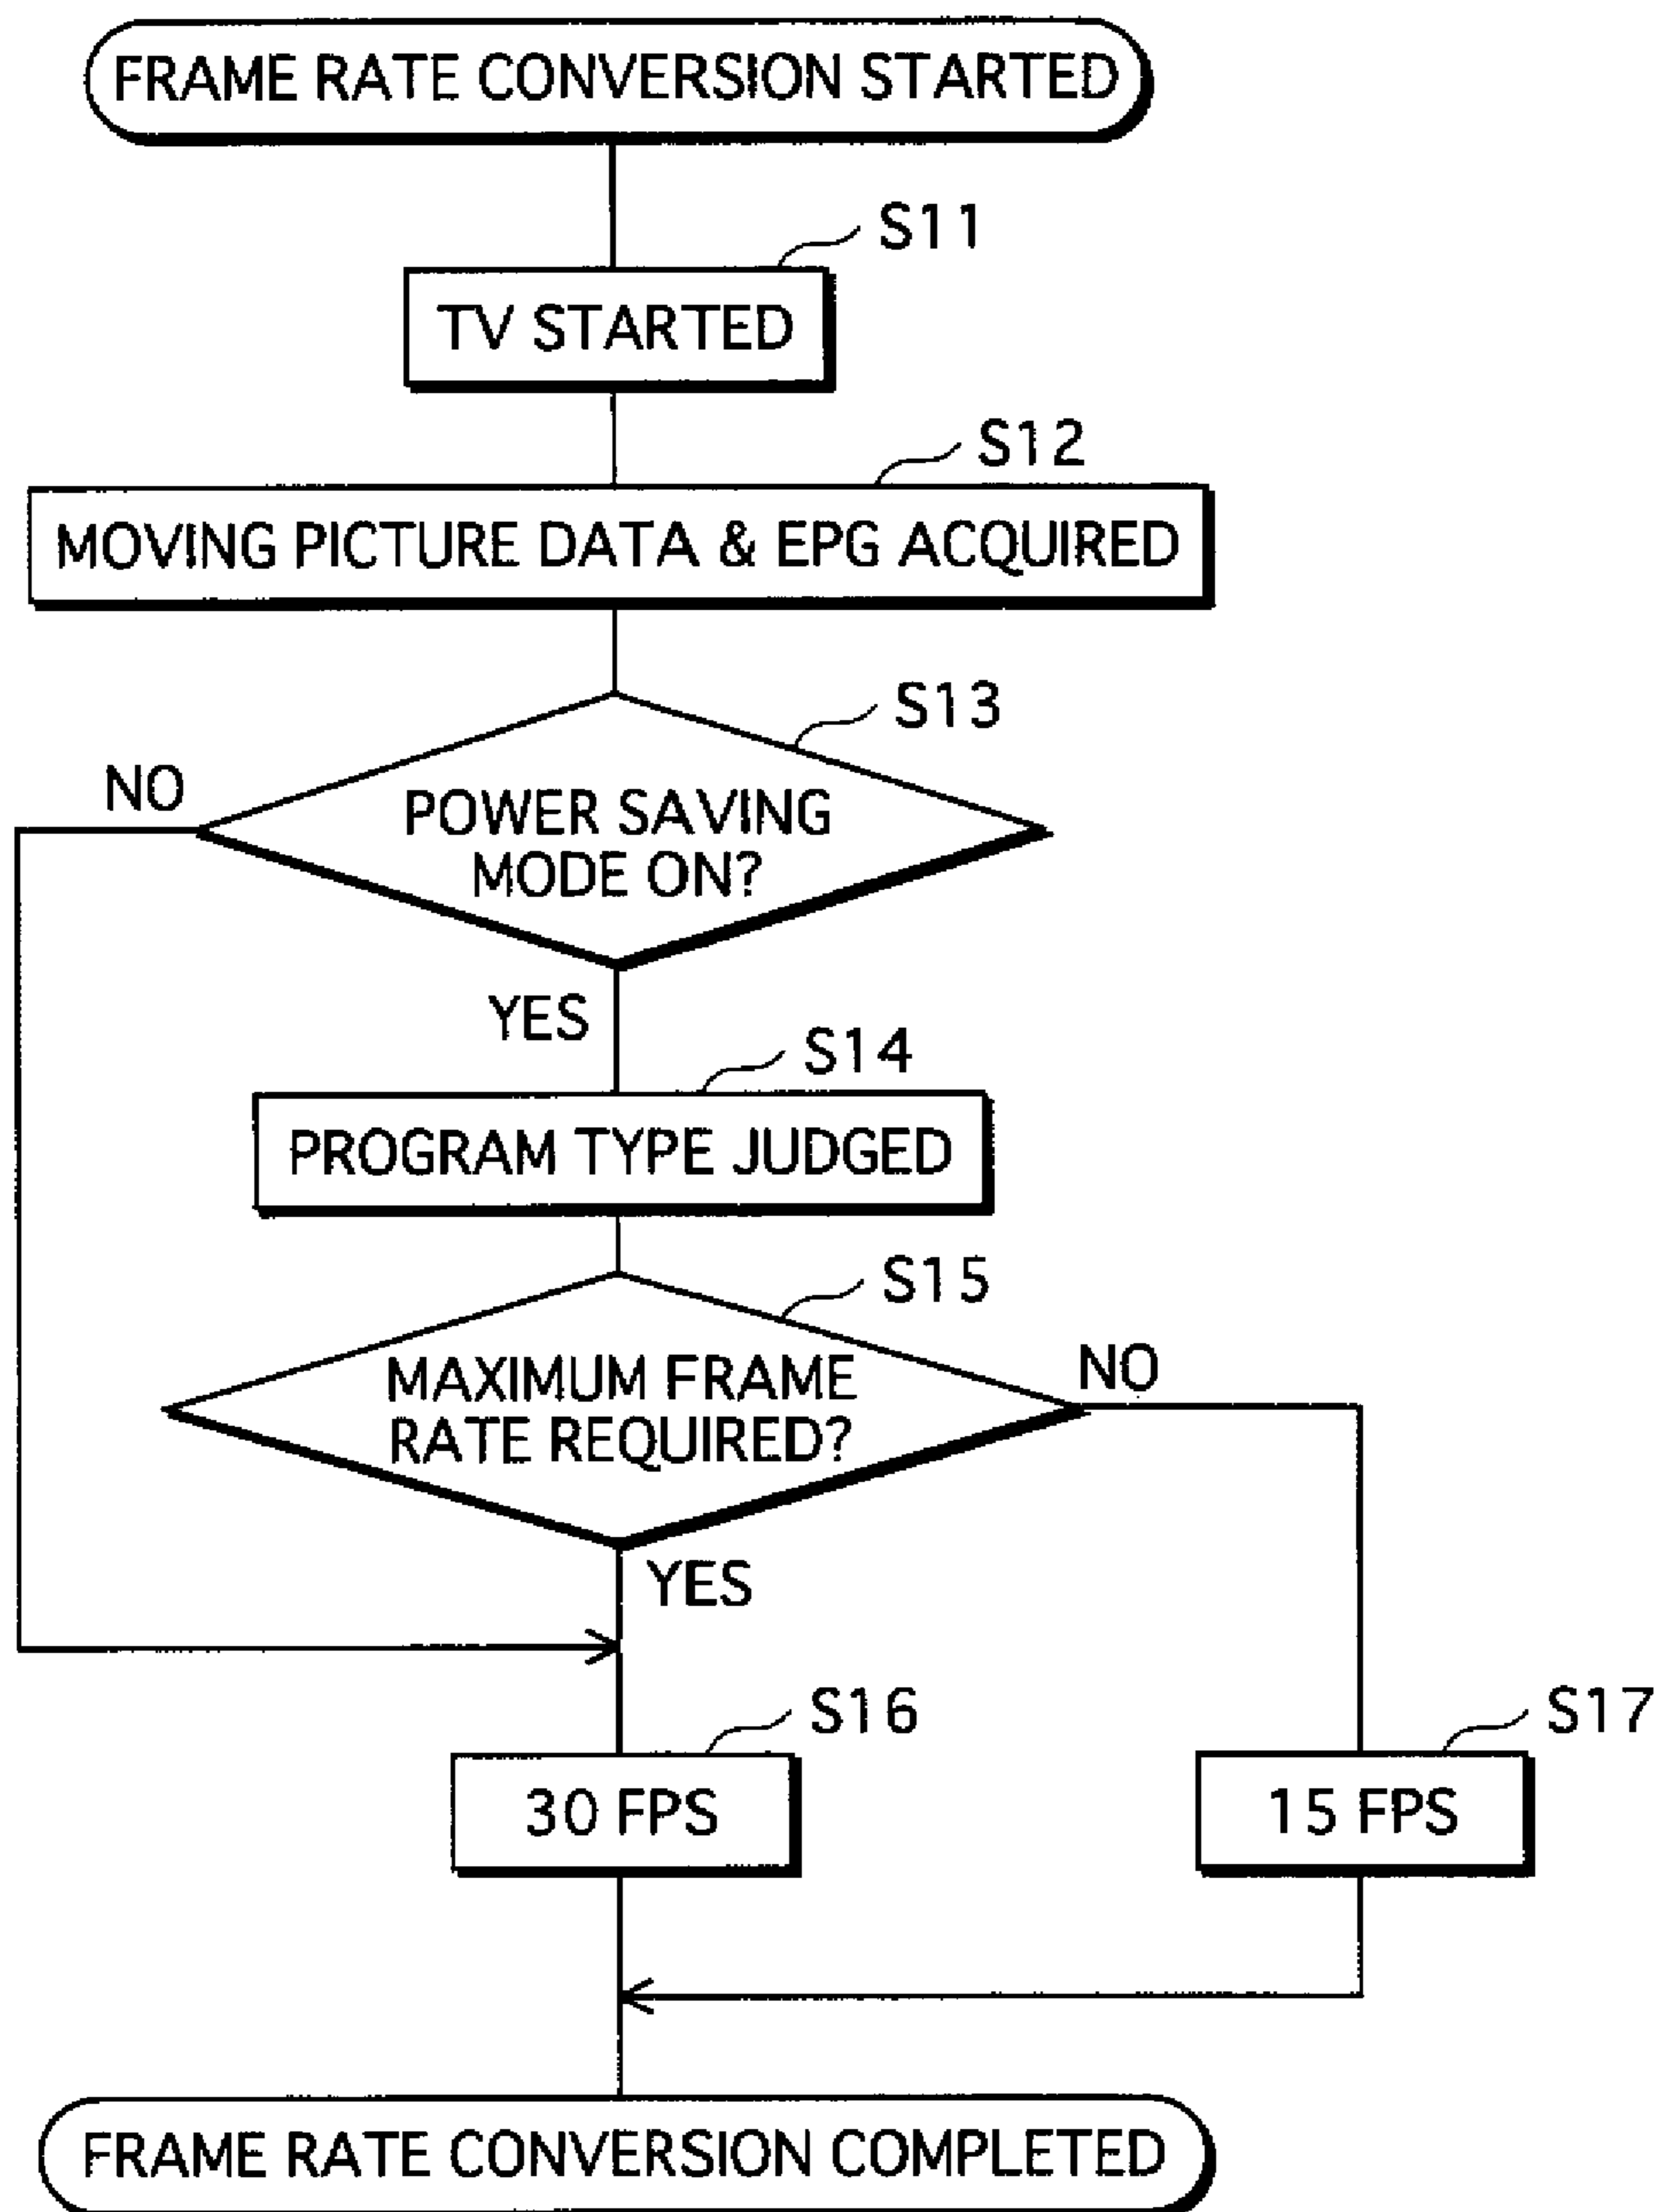 FRAME RATE CONVERSION STARTED
S11
TV STARTED
S12
MOVING PICTURE DATA & EPG ACQUIRED
S13
NO
POWER SAVING
MODE ON?
YES
S14
PROGRAM TYPE JUDGED
S15
MAXIMUM FRAME
RATE REQUIRED?
NO
YES
S16
30 FPS
S17
15 FPS
FRAME RATE CONVERSION COMPLETED